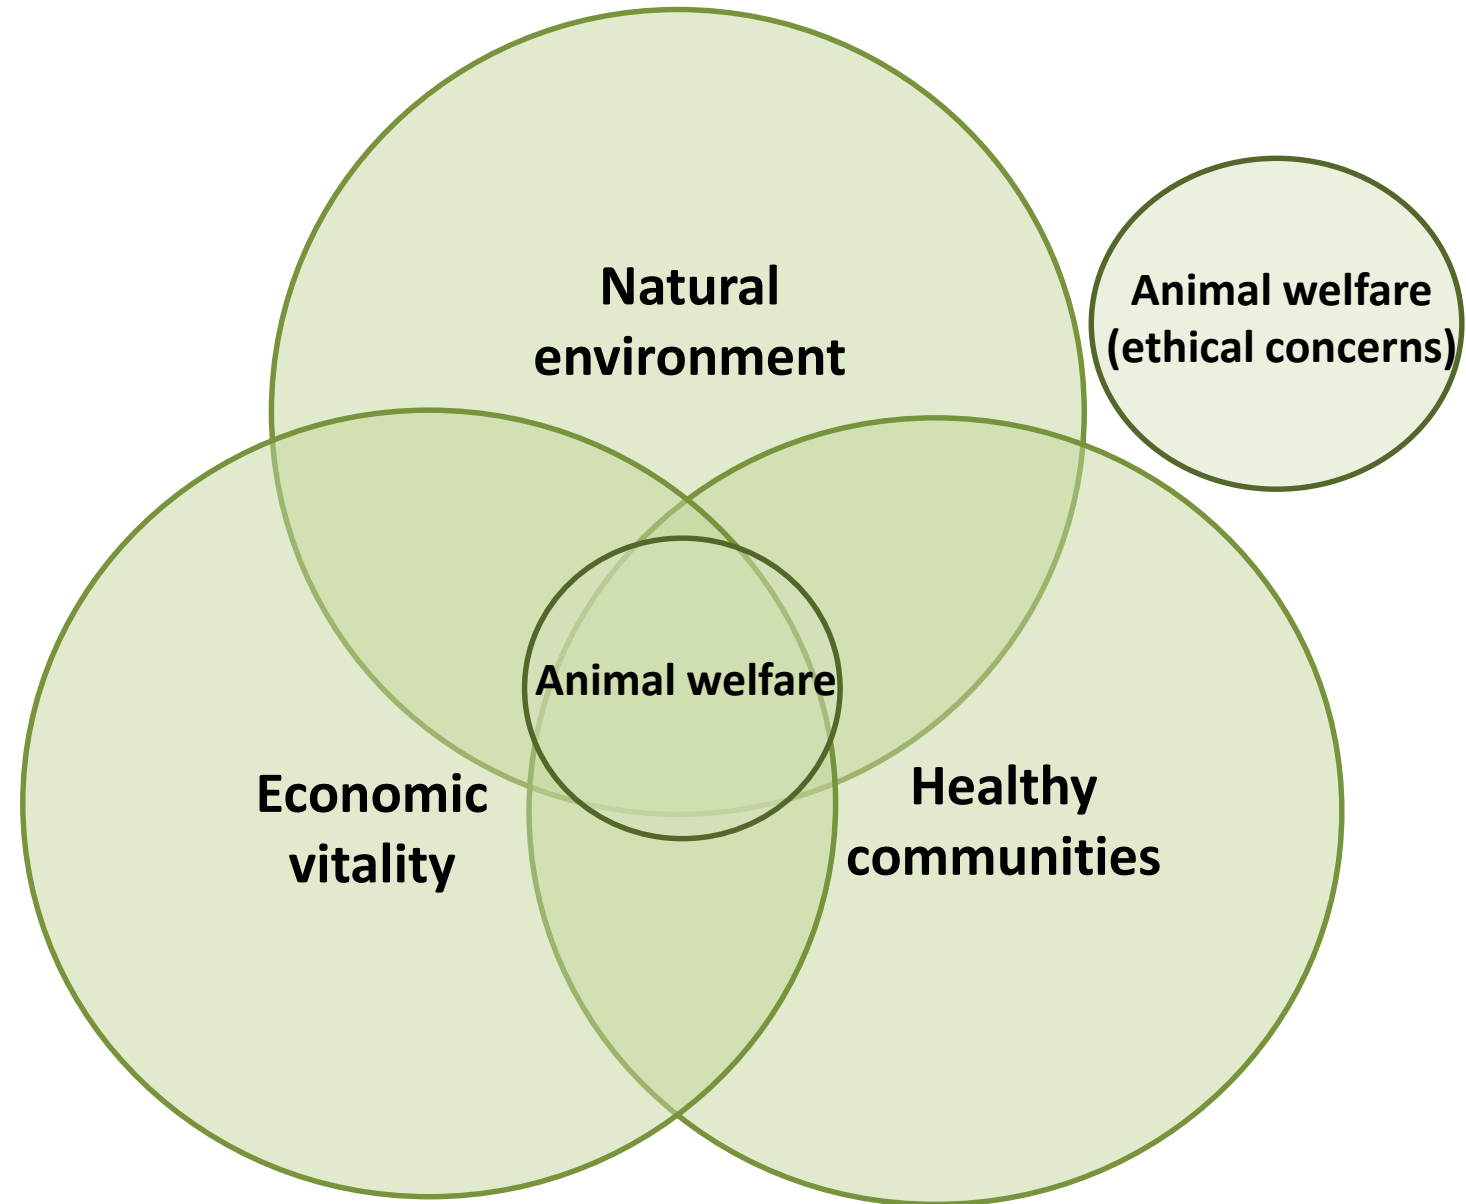 Natural
environment
Animal welfare
(ethical concerns)
Animal welfare
Economic
vitality
Healthy
communities